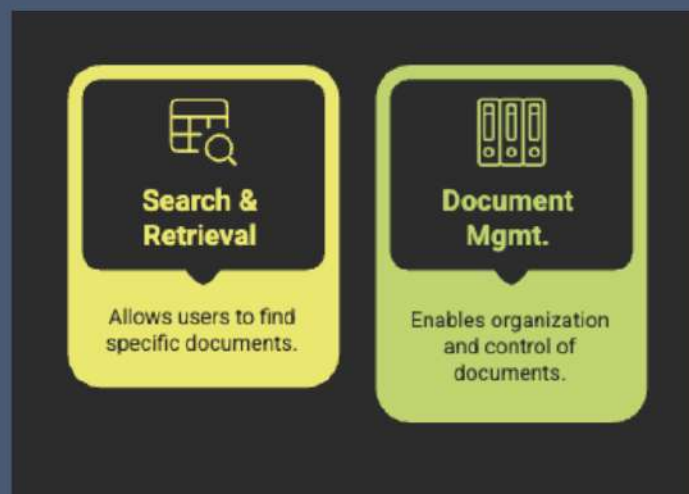 Search &
Retrieval
Allows users to find
specific documents.
Document
Mgmt.
Enables organization
and control of
documents.